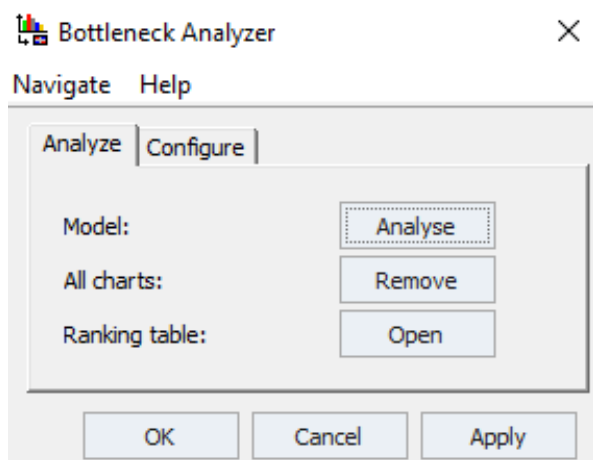 Bottleneck Analyzer
Navigate Help
Analyze Configure
Model: Analyse
All charts: Remove
Ranking table: Open
OK Cancel Apply